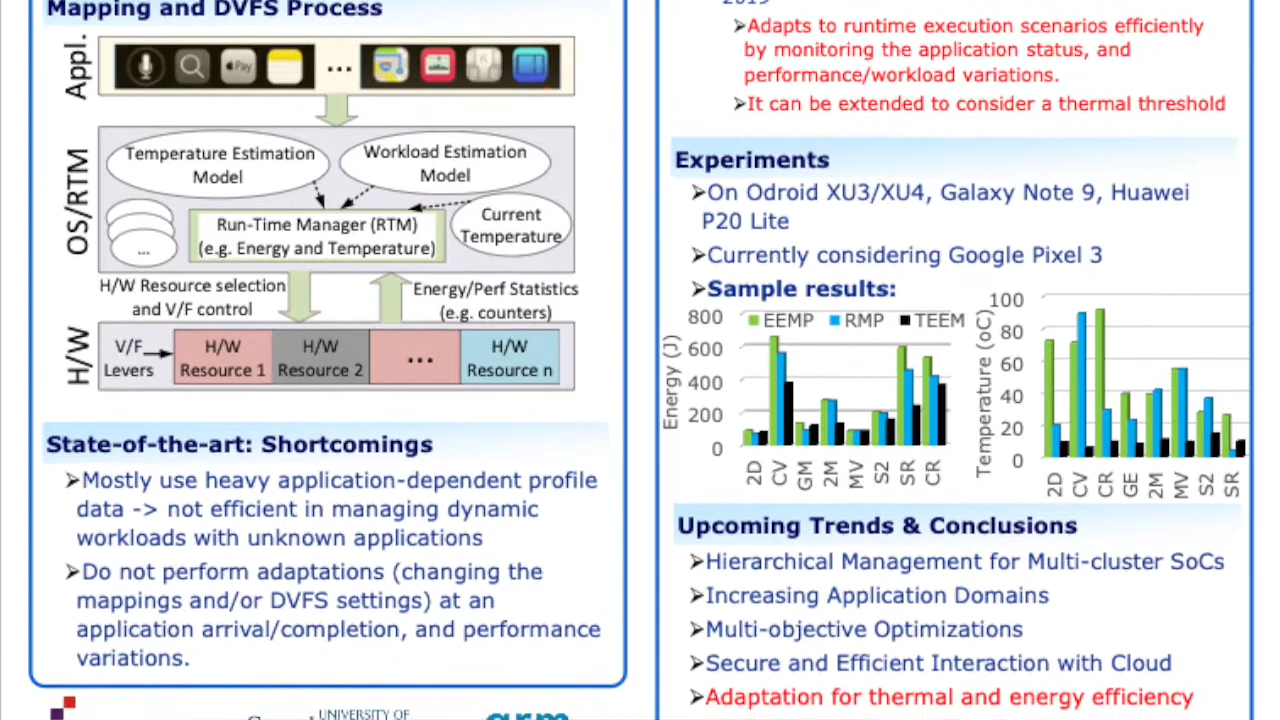 Mapping and DVFS Process
Appl.
Pay
...
OS/RTM
Temperature Estimation
Model
Workload Estimation
Model
Run-Time Manager (RTM)
(e.g. Energy and Temperature)
Current
Temperature
...
H/W Resource selection
and V/F control
Energy/Perf Statistics
(e.g. counters)
H/W
V/F
Levers
H/W
Resource 1
H/W
Resource 2
...
H/W
Resource n
State-of-the-art: Shortcomings
➢Mostly use heavy application-dependent profile
data -> not efficient in managing dynamic
workloads with unknown applications
➢Do not perform adaptations (changing the
mappings and/or DVFS settings) at an
application arrival/completion, and performance
variations.
UNIVERSITY OF
arm
2019
➢Adapts to runtime execution scenarios efficiently
by monitoring the application status, and
performance/workload variations.
➢It can be extended to consider a thermal threshold
Experiments
➢On Odroid XU3/XU4, Galaxy Note 9, Huawei
P20 Lite
➢Currently considering Google Pixel 3
➢Sample results:
Energy (J)
800
600
400
200
0
EEMP RMP TEEM
2D CV GM 2M MV S2 SR CR
Temperature (oC)
100
80
60
40
20
0
2D CV CR GE 2M MV S2 SR
Upcoming Trends & Conclusions
➢Hierarchical Management for Multi-cluster SoCs
➢Increasing Application Domains
➢Multi-objective Optimizations
➢Secure and Efficient Interaction with Cloud
➢Adaptation for thermal and energy efficiency